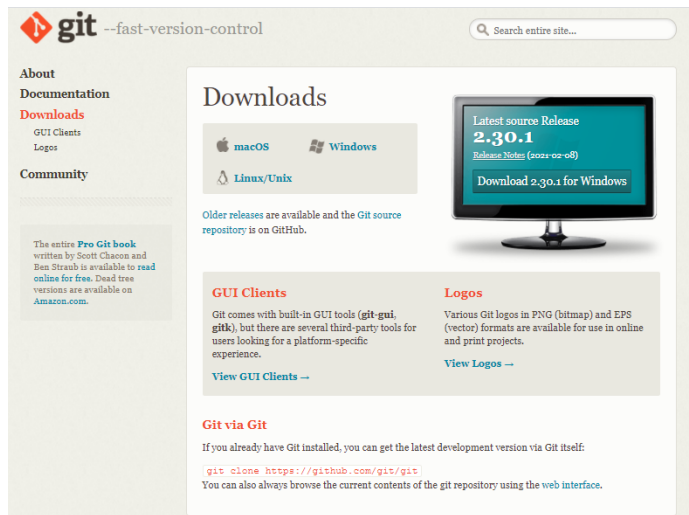 git --fast-version-control
Search entire site...
About
Documentation
Downloads
GUI Clients
Logos
Community
The entire Pro Git book
written by Scott Chacon and
Ben Straub is available to read
online for free. Dead tree
versions are available on
Amazon.com.
Downloads
macOS
Windows
Linux/Unix
Older releases are available and the Git source
repository is on GitHub.
Latest source Release
2.30.1
Release Notes (2021-02-08)
Download 2.30.1 for Windows
GUI Clients
Git comes with built-in GUI tools (git-gui,
gitk), but there are several third-party tools for
users looking for a platform-specific
experience.
View GUI Clients →
Logos
Various Git logos in PNG (bitmap) and EPS
(vector) formats are available for use in online
and print projects.
View Logos →
Git via Git
If you already have Git installed, you can get the latest development version via Git itself:
git clone https://github.com/git/git
You can also always browse the current contents of the git repository using the web interface.